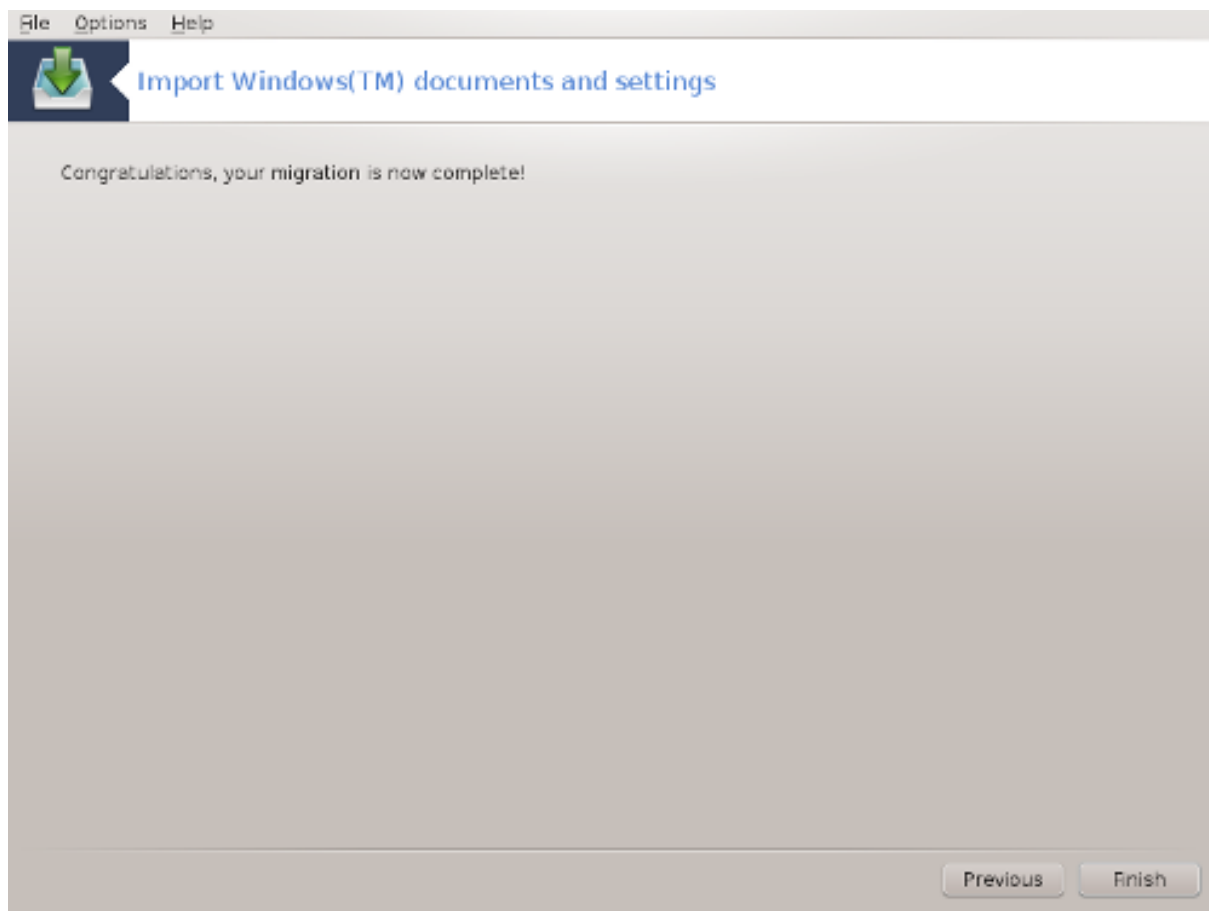 File Options Help
Import Windows(TM) documents and settings
Congratulations, your migration is now complete!
Previous Finish